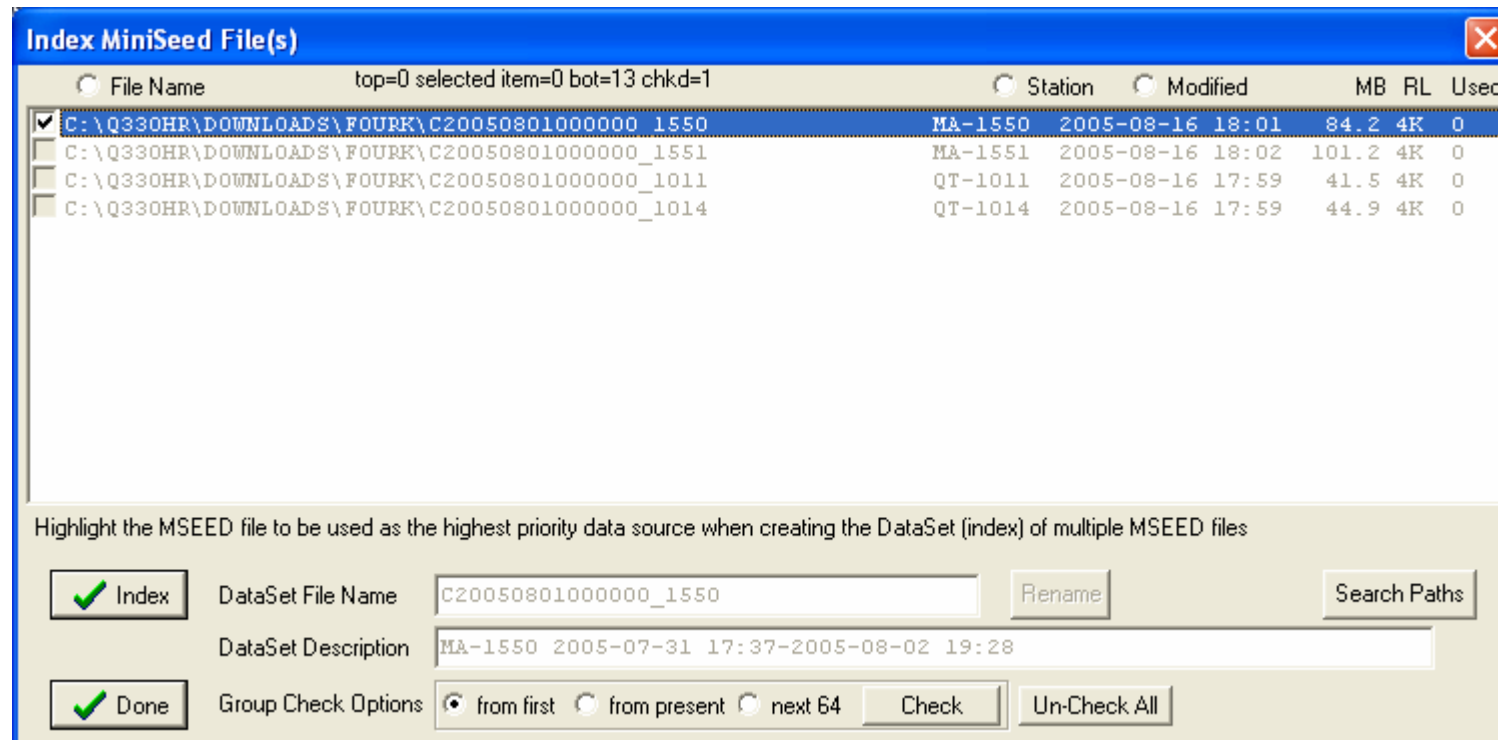 Index MiniSeed File(s)
File Name top=0 selected item=0 bot=13 chkd=1 Station Modified MB RL Used
C:\Q330HR\DOWNLOADS\FOURK\C20050801000000_1550 MA-1550 2005-08-16 18:01 84.2 4K 0
C:\Q330HR\DOWNLOADS\FOURK\C20050801000000_1551 MA-1551 2005-08-16 18:02 101.2 4K 0
C:\Q330HR\DOWNLOADS\FOURK\C20050801000000_1011 QT-1011 2005-08-16 17:59 41.5 4K 0
C:\Q330HR\DOWNLOADS\FOURK\C20050801000000_1014 QT-1014 2005-08-16 17:59 44.9 4K 0
Highlight the MSEED file to be used as the highest priority data source when creating the DataSet (index) of multiple MSEED files
Index DataSet File Name C20050801000000_1550 Rename Search Paths
DataSet Description MA-1550 2005-07-31 17:37-2005-08-02 19:28
Done Group Check Options from first from present next 64 Check Un-Check All